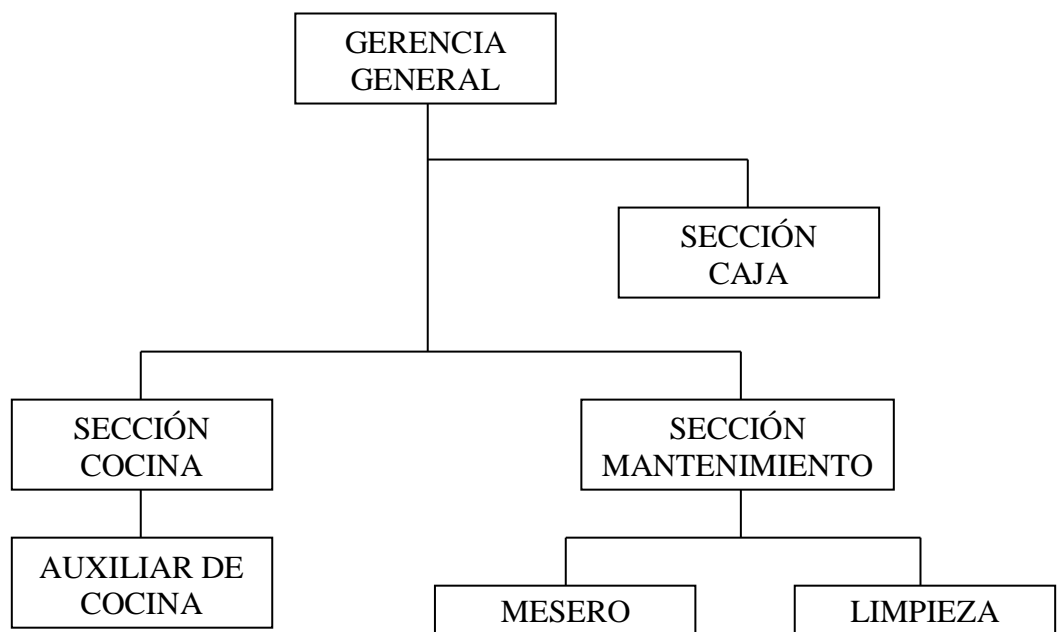 GERENCIA
GENERAL
SECCIÓN
CAJA
SECCIÓN
COCINA
SECCIÓN
MANTENIMIENTO
AUXILIAR DE
COCINA
MESERO
LIMPIEZA